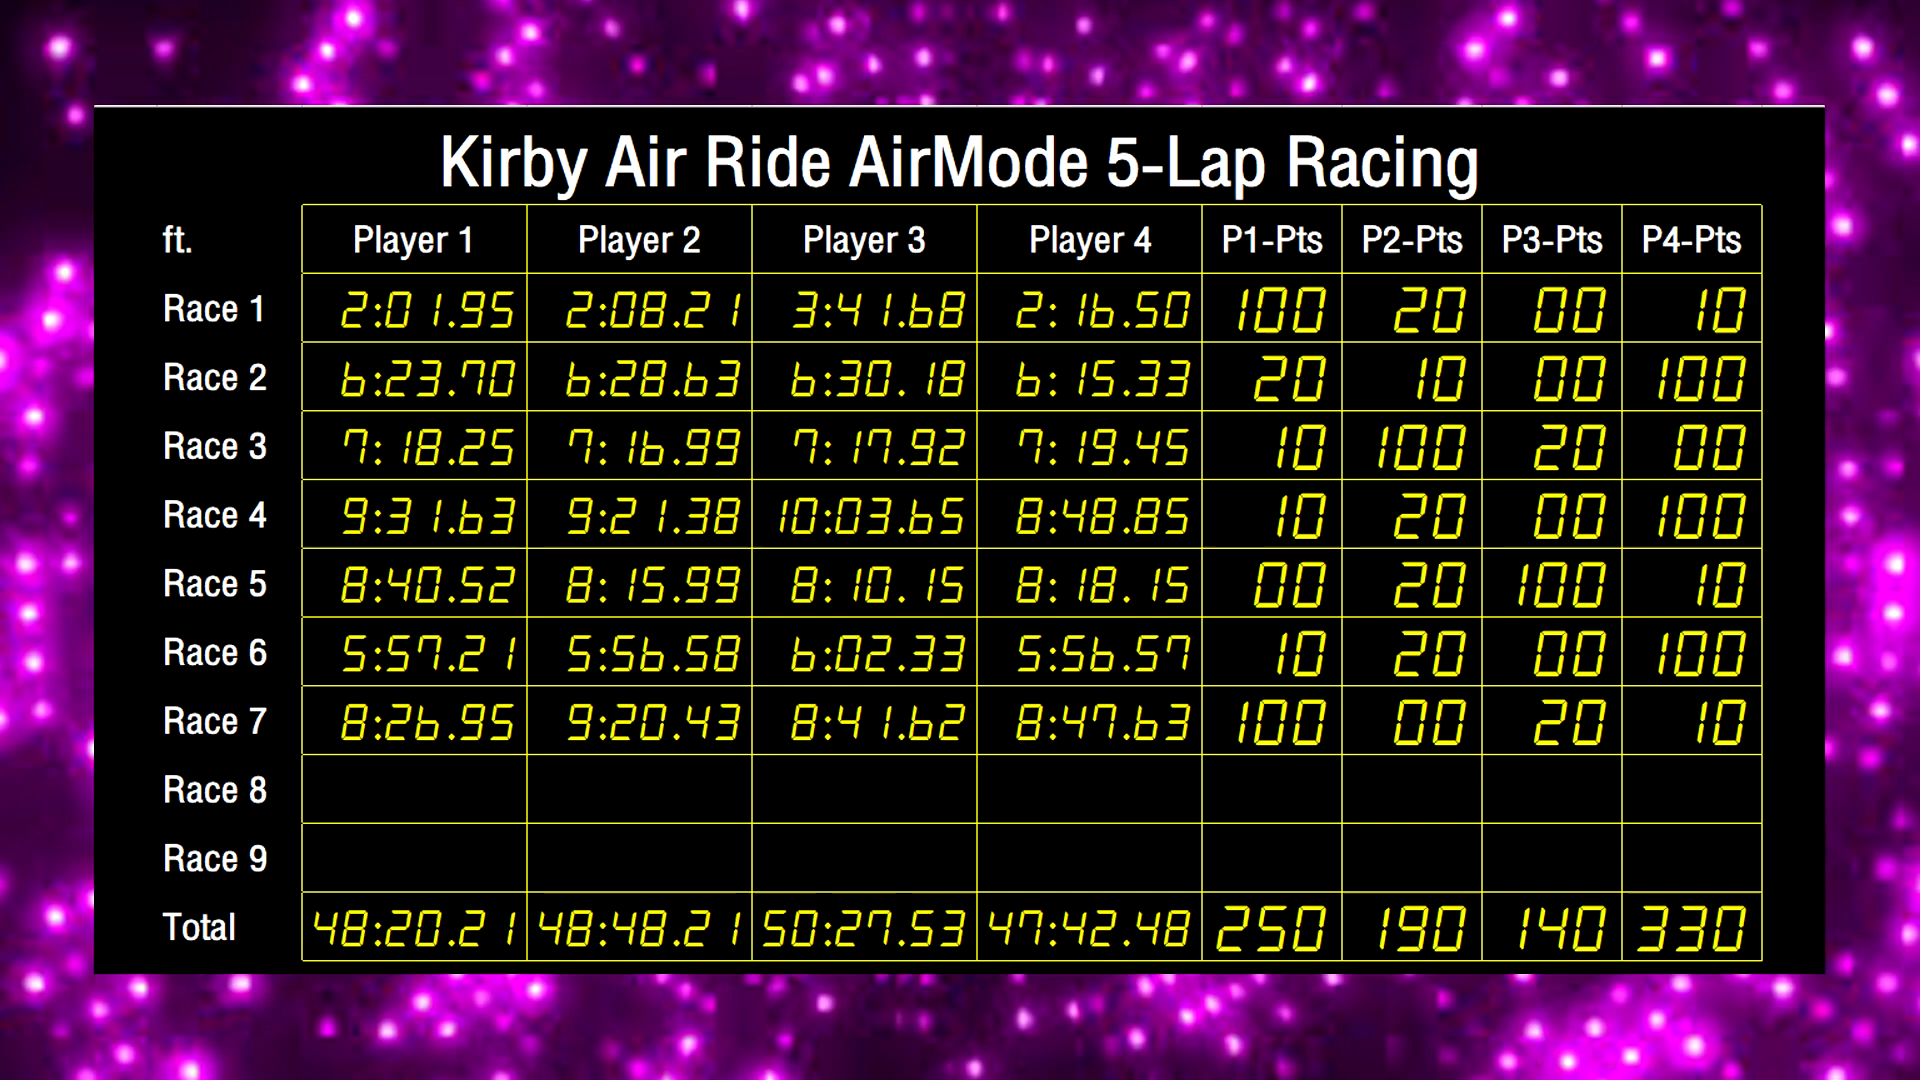 Kirby Air Ride AirMode 5-Lap Racing
ft. Player 1 Player 2 Player 3 Player 4 P1-Pts P2-Pts P3-Pts P4-Pts
Race 1 2:01.95 2:08.21 3:41.68 2:16.50 100 20 00 10
Race 2 6:23.70 6:28.63 6:30.18 6:15.33 20 10 00 100
Race 3 7:18.25 7:16.99 7:17.92 7:19.45 10 100 20 00
Race 4 9:31.63 9:21.38 10:03.65 8:48.85 10 20 00 100
Race 5 8:40.52 8:15.99 8:10.15 8:18.15 00 20 100 10
Race 6 5:57.21 5:56.58 6:02.33 5:56.57 10 20 00 100
Race 7 8:26.95 9:20.43 8:41.62 8:47.63 100 00 20 10
Race 8
Race 9
Total 48:20.21 48:48.21 50:27.53 47:42.48 250 190 140 330